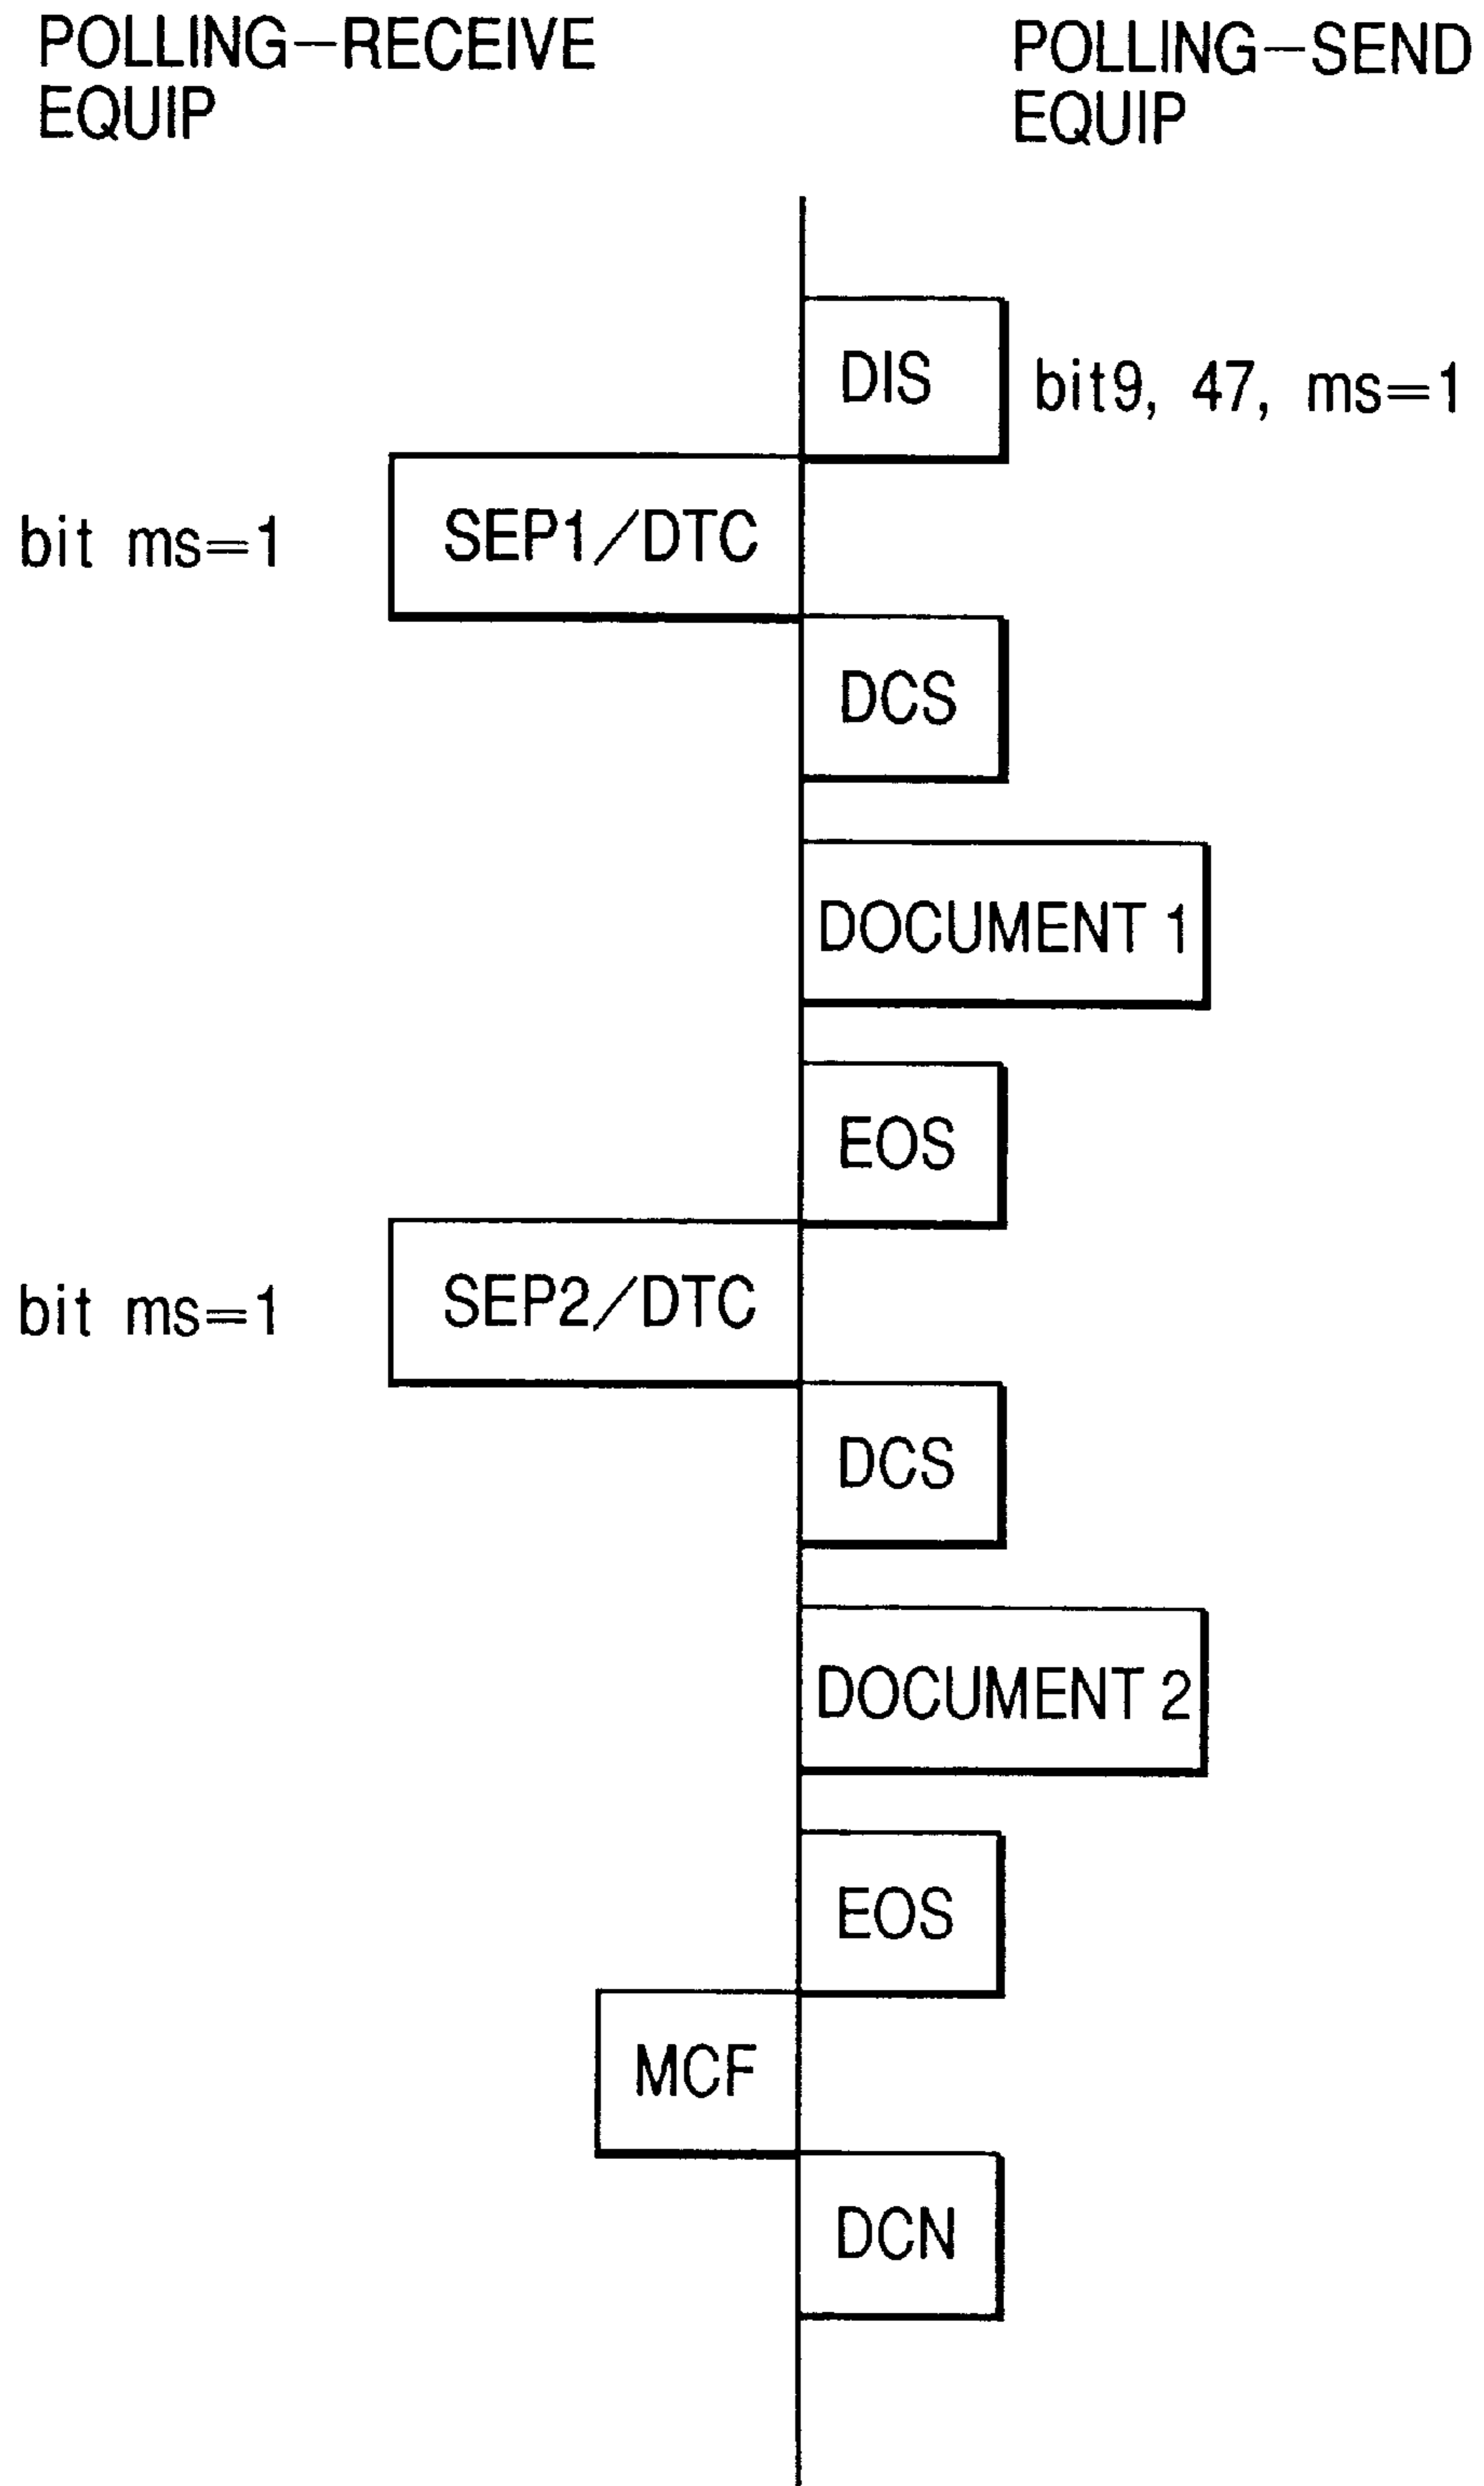 POLLING—RECEIVE
EQUIP
POLLING—SEND
EQUIP
DIS
bit9, 47, ms=1
bit ms=1
SEP1/DTC
DCS
DOCUMENT 1
EOS
bit ms=1
SEP2/DTC
DCS
DOCUMENT 2
EOS
MCF
DCN